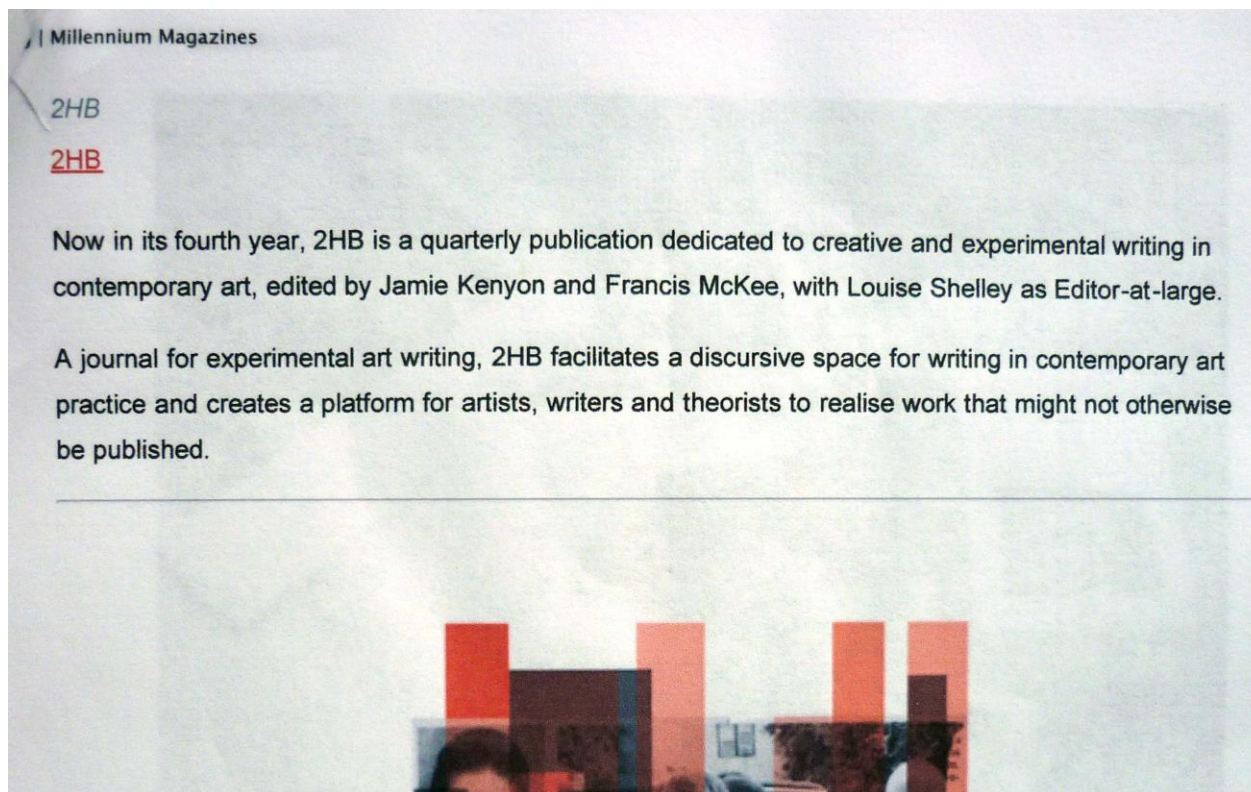 | Millennium Magazines
2HB
2HB
Now in its fourth year, 2HB is a quarterly publication dedicated to creative and experimental writing in
contemporary art, edited by Jamie Kenyon and Francis McKee, with Louise Shelley as Editor-at-large.
A journal for experimental art writing, 2HB facilitates a discursive space for writing in contemporary art
practice and creates a platform for artists, writers and theorists to realise work that might not otherwise
be published.